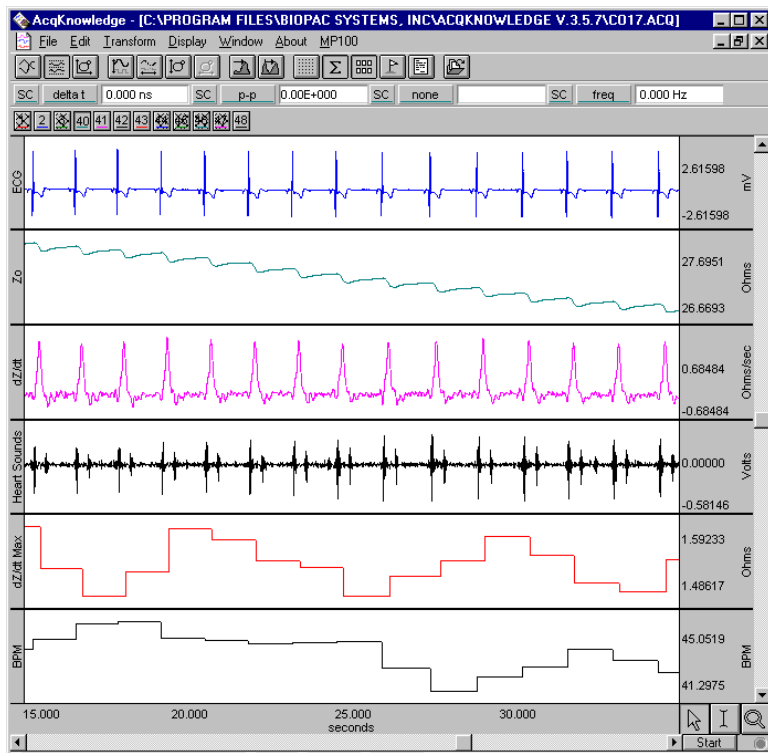 AcqKnowledge - [C:\PROGRAM FILES\BIOPAC SYSTEMS, INC\ACQKNOWLEDGE V.3.5.7\CO17.ACQ]
File Edit Transform Display Window About MP100
SC delta t 0.000 ns SC p-p 0.00E+000 SC none SC freq 0.000 Hz
2 40 41 42 43 47 48
ECG 2.61598 mV
-2.61598
Zo 27.6951 Ohms
26.6693
dZ/dt 0.68484 Ohms/sec
-0.68484
Heart Sounds 0.00000 Volts
-0.58146
dZ/dt Max 1.59233 Ohms
1.48617
BPM 45.0519 BPM
41.2975
15.000 20.000 25.000 30.000
seconds
Start